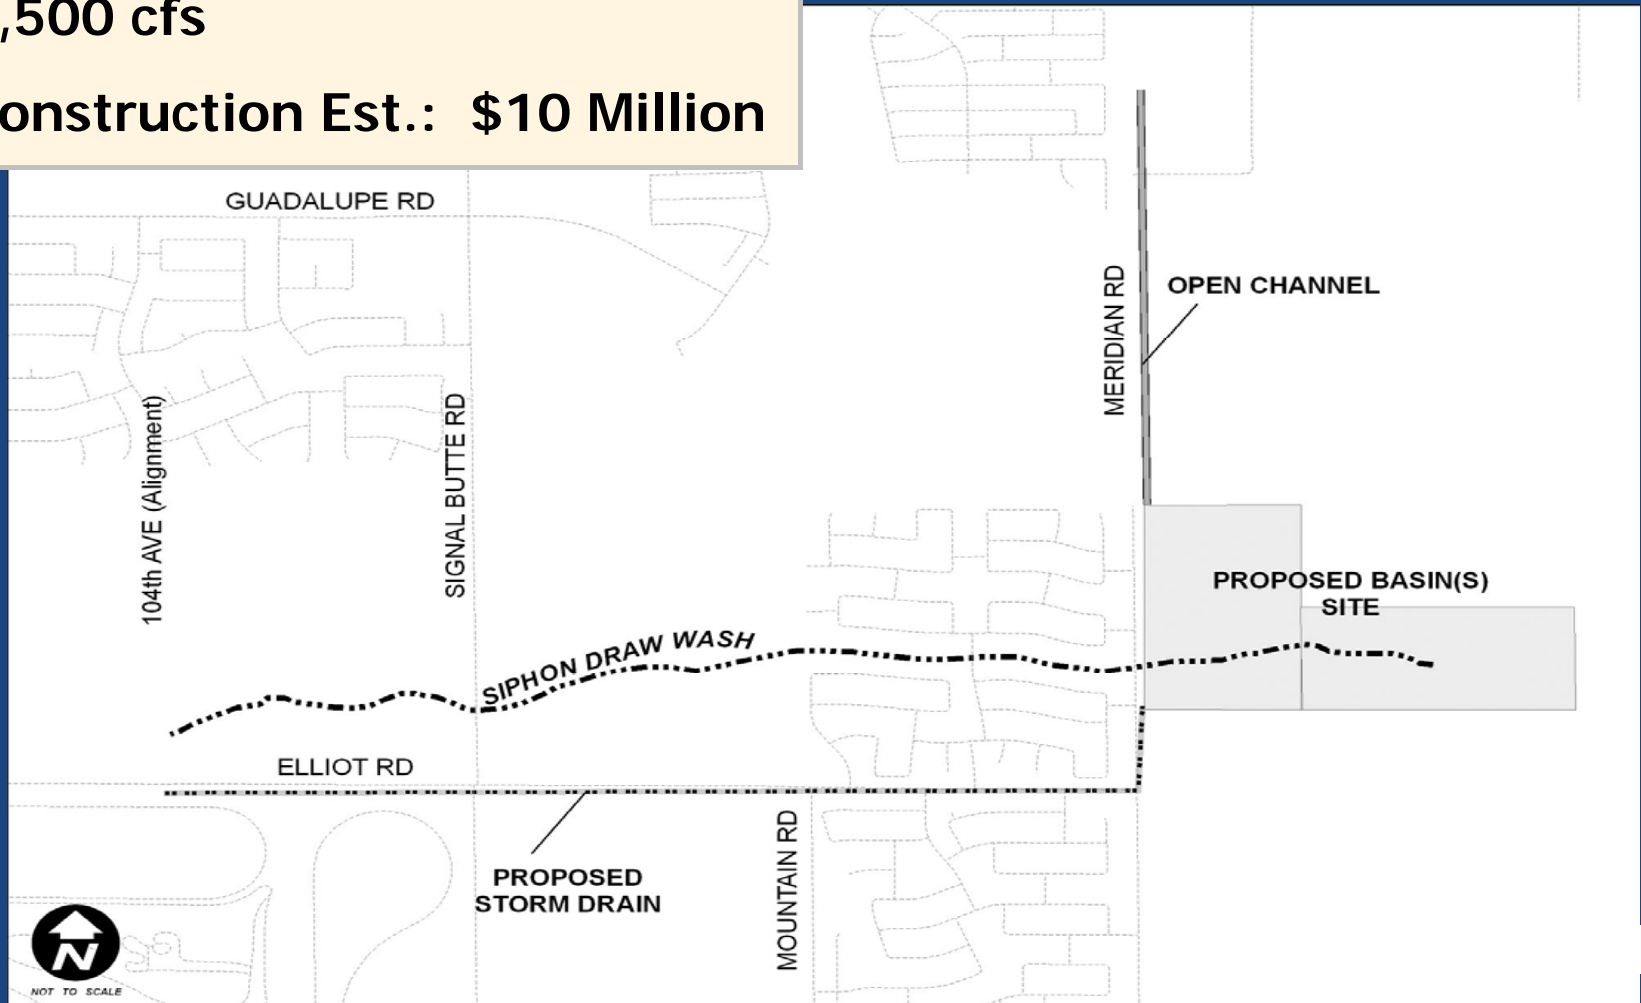 ,500 cfs
onstruction Est.: $10 Million
GUADALUPE RD
OPEN CHANNEL
MERIDIAN RD
104th AVE (Alignment)
SIGNAL BUTTE RD
PROPOSED BASIN(S)
SITE
SIPHON DRAW WASH
ELLIOT RD
PROPOSED
STORM DRAIN
MOUNTAIN RD
N
NOT TO SCALE